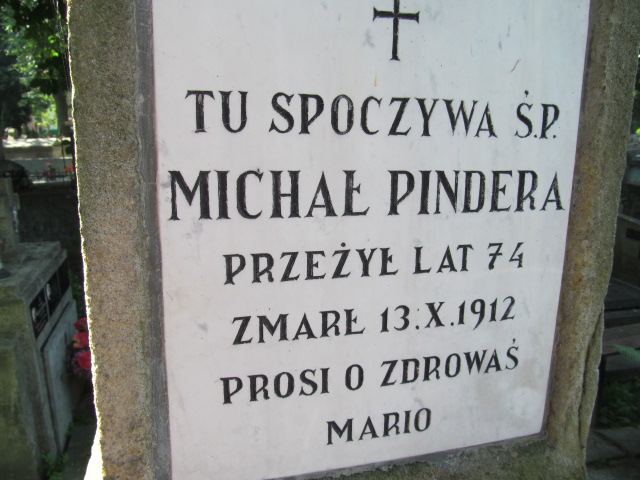 TU SPOCZYWA Ś.P.
MICHAŁ PINDERA
PRZEŻYŁ LAT 74
ZMARŁ 13.X.1912
PROSI O ZDROWAŚ
MARIO